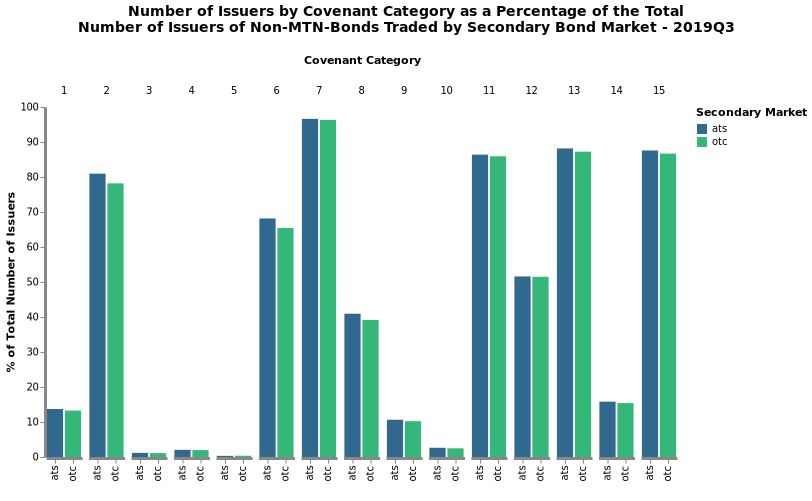 Number of Issuers by Covenant Category as a Percentage of the Total
Number of Issuers of Non-MTN-Bonds Traded by Secondary Bond Market - 2019Q3
Covenant Category
1 2 3 4 5 6 7 8 9 10 11 12 13 14 15
Secondary Market
ats
otc
% of Total Number of Issuers
100
90
80
70
60
50
40
30
20
10
0
ats otc ats otc ats otc ats otc ats otc ats otc ats otc ats otc ats otc ats otc ats otc ats otc ats otc ats otc ats otc